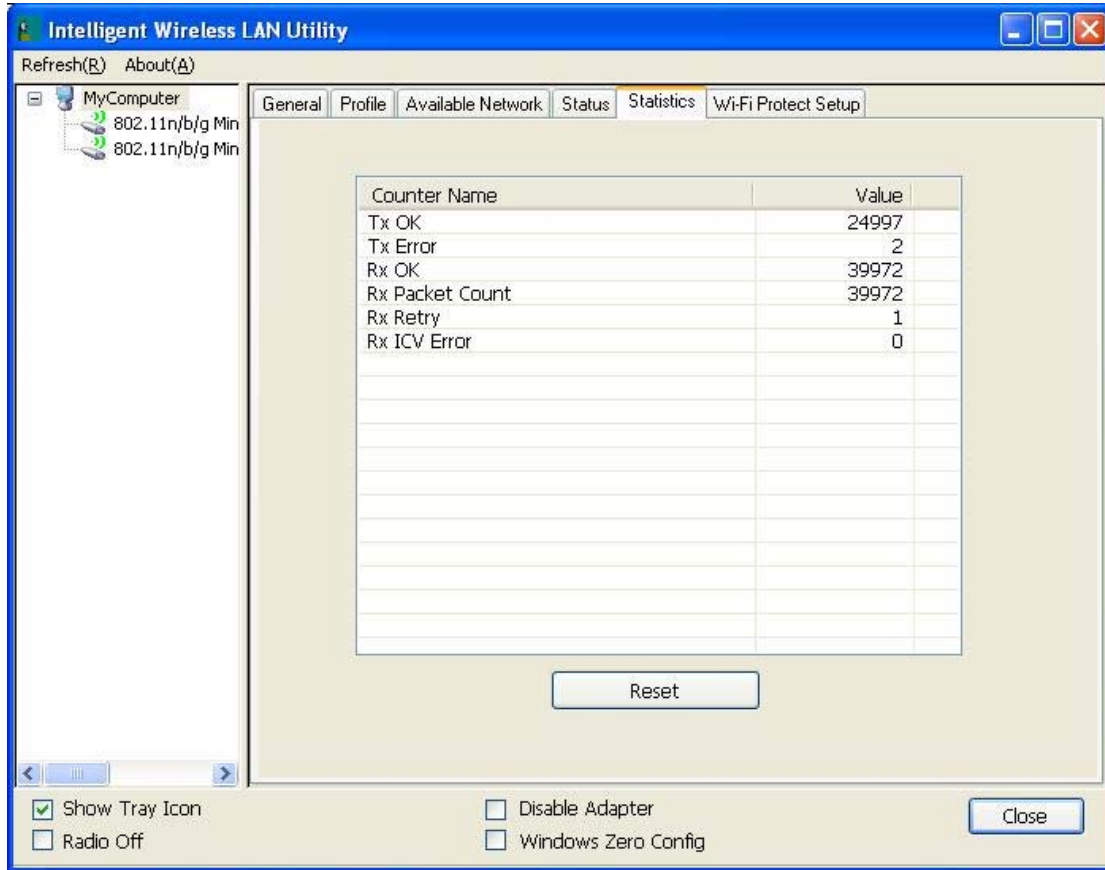 Intelligent Wireless LAN Utility
Refresh(R) About(A)
MyComputer
802.11n/b/g Min
802.11n/b/g Min
General Profile Available Network Status Statistics Wi-Fi Protect Setup
Counter Name Value
Tx OK 24997
Tx Error 2
Rx OK 39972
Rx Packet Count 39972
Rx Retry 1
Rx ICV Error 0
Reset
Show Tray Icon Disable Adapter Close
Radio Off Windows Zero Config